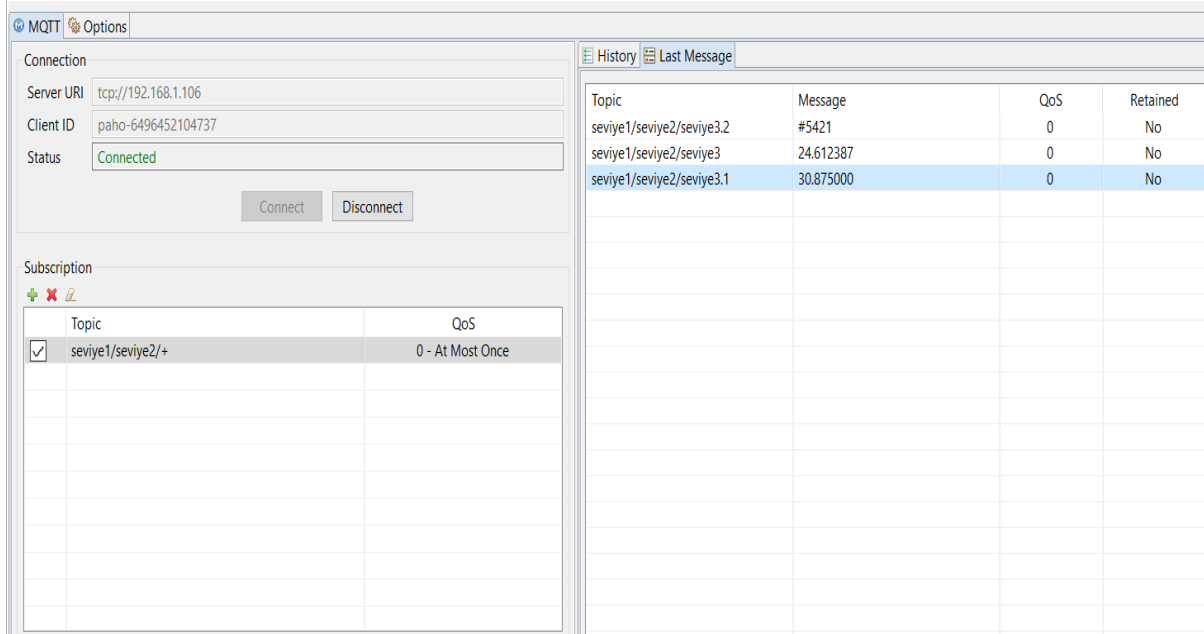 MQTT Options
Connection
Server URI tcp://192.168.1.106
Client ID paho-6496452104737
Status Connected
Connect Disconnect
Subscription
Topic QoS
seviye1/seviye2/+ 0 - At Most Once
History Last Message
Topic Message QoS Retained
seviye1/seviye2/seviye3.2 #5421 0 No
seviye1/seviye2/seviye3 24.612387 0 No
seviye1/seviye2/seviye3.1 30.875000 0 No